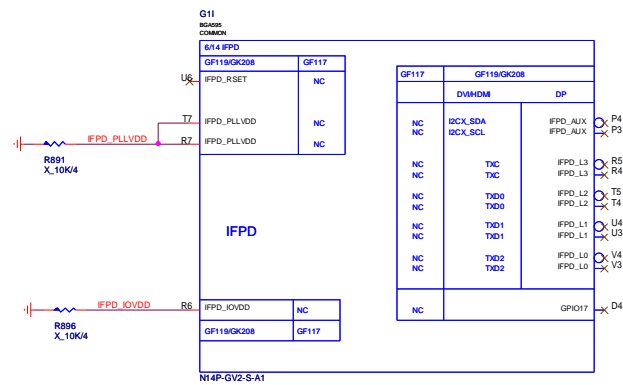 G1I
BGA595
COMMON
6/14 IFPD
GF119/GK208 GF117
U6 IFPD_RSET NC
T7 IFPD_PLLVDD NC
IFPD_PLLVDD R7 IFPD_PLLVDD NC
R891
X_10K/4
IFPD
IFPD_IOVDD R6 IFPD_IOVDD NC
R896
X_10K/4
GF119/GK208 GF117
N14P-GV2-S-A1
GF117 GF119/GK208
DVI/HDMI DP
NC I2CX_SDA IFPD_AUX P4
NC I2CX_SCL IFPD_AUX P3
NC TXC IFPD_L3 R5
NC TXC IFPD_L3 R4
NC TXD0 IFPD_L2 T5
NC TXD0 IFPD_L2 T4
NC TXD1 IFPD_L1 U4
NC TXD1 IFPD_L1 U3
NC TXD2 IFPD_L0 V4
NC TXD2 IFPD_L0 V3
NC GPIO17 D4